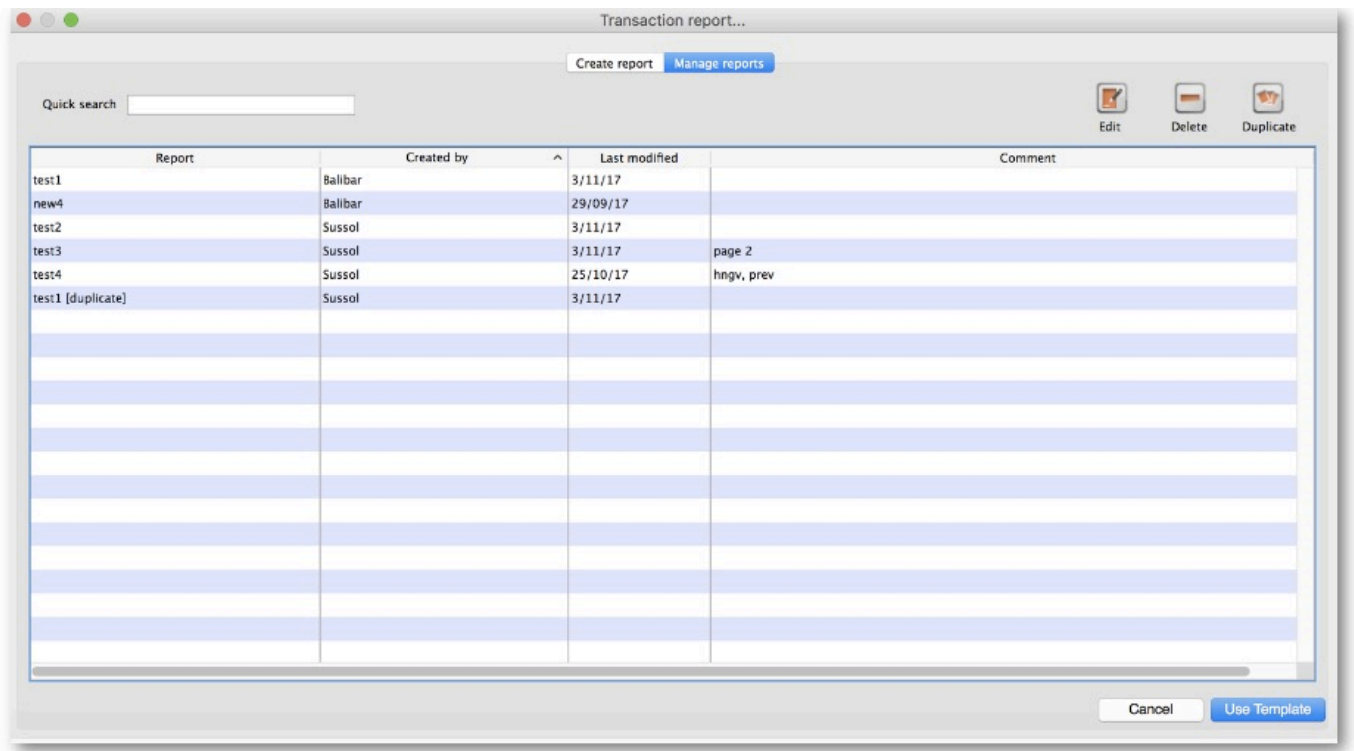 Transaction report...
Create report Manage reports
Quick search
Edit Delete Duplicate
Report Created by Last modified Comment
test1 Balibar 3/11/17
new4 Balibar 29/09/17
test2 Sussol 3/11/17
test3 Sussol 3/11/17 page 2
test4 Sussol 25/10/17 hngv, prev
test1 [duplicate] Sussol 3/11/17
Cancel Use Template